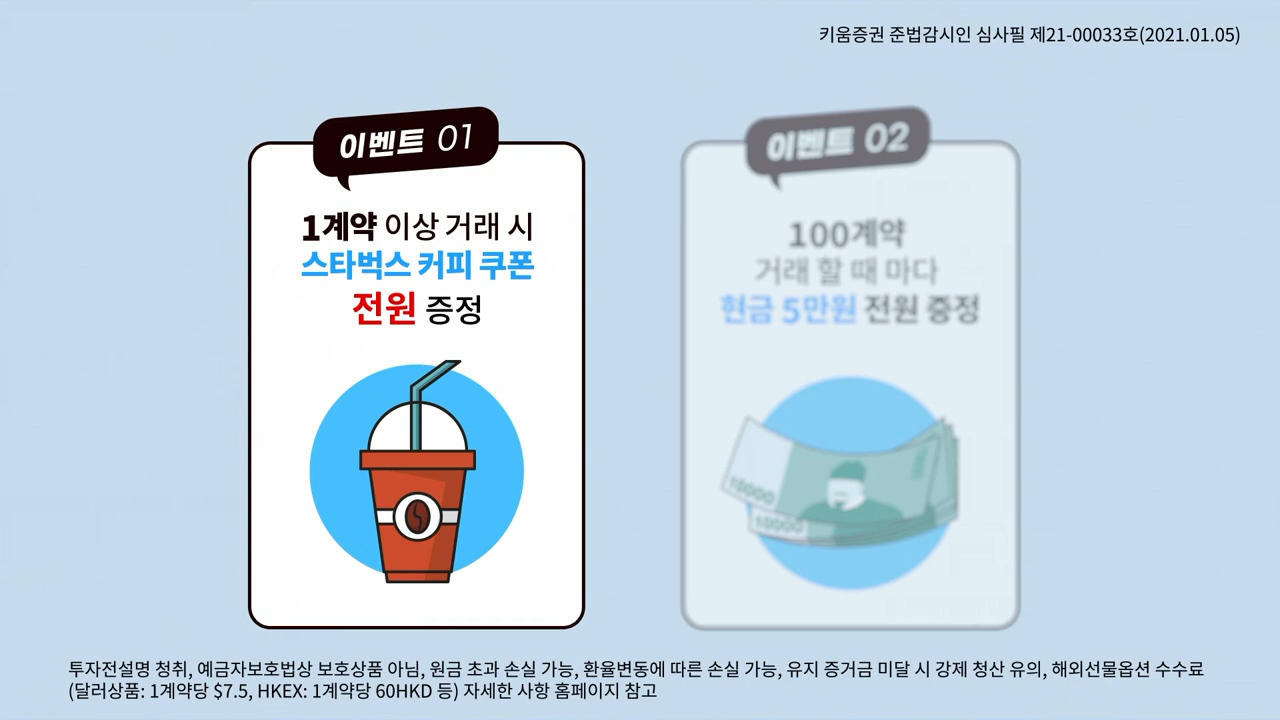 키움증권 준법감시인 심사필 제21-00033호(2021.01.05)
이벤트 01
1계약 이상 거래 시
스타벅스 커피 쿠폰
전원 증정
이벤트 02
100계약
거래 할 때 마다
현금 5만원 전원 증정
10000
10000
투자전설명 청취, 예금자보호법상 보호상품 아님, 원금 초과 손실 가능, 환율변동에 따른 손실 가능, 유지 증거금 미달 시 강제 청산 유의, 해외선물옵션 수수료
(달러상품: 1계약당 $7.5, HKEX: 1계약당 60HKD 등) 자세한 사항 홈페이지 참고